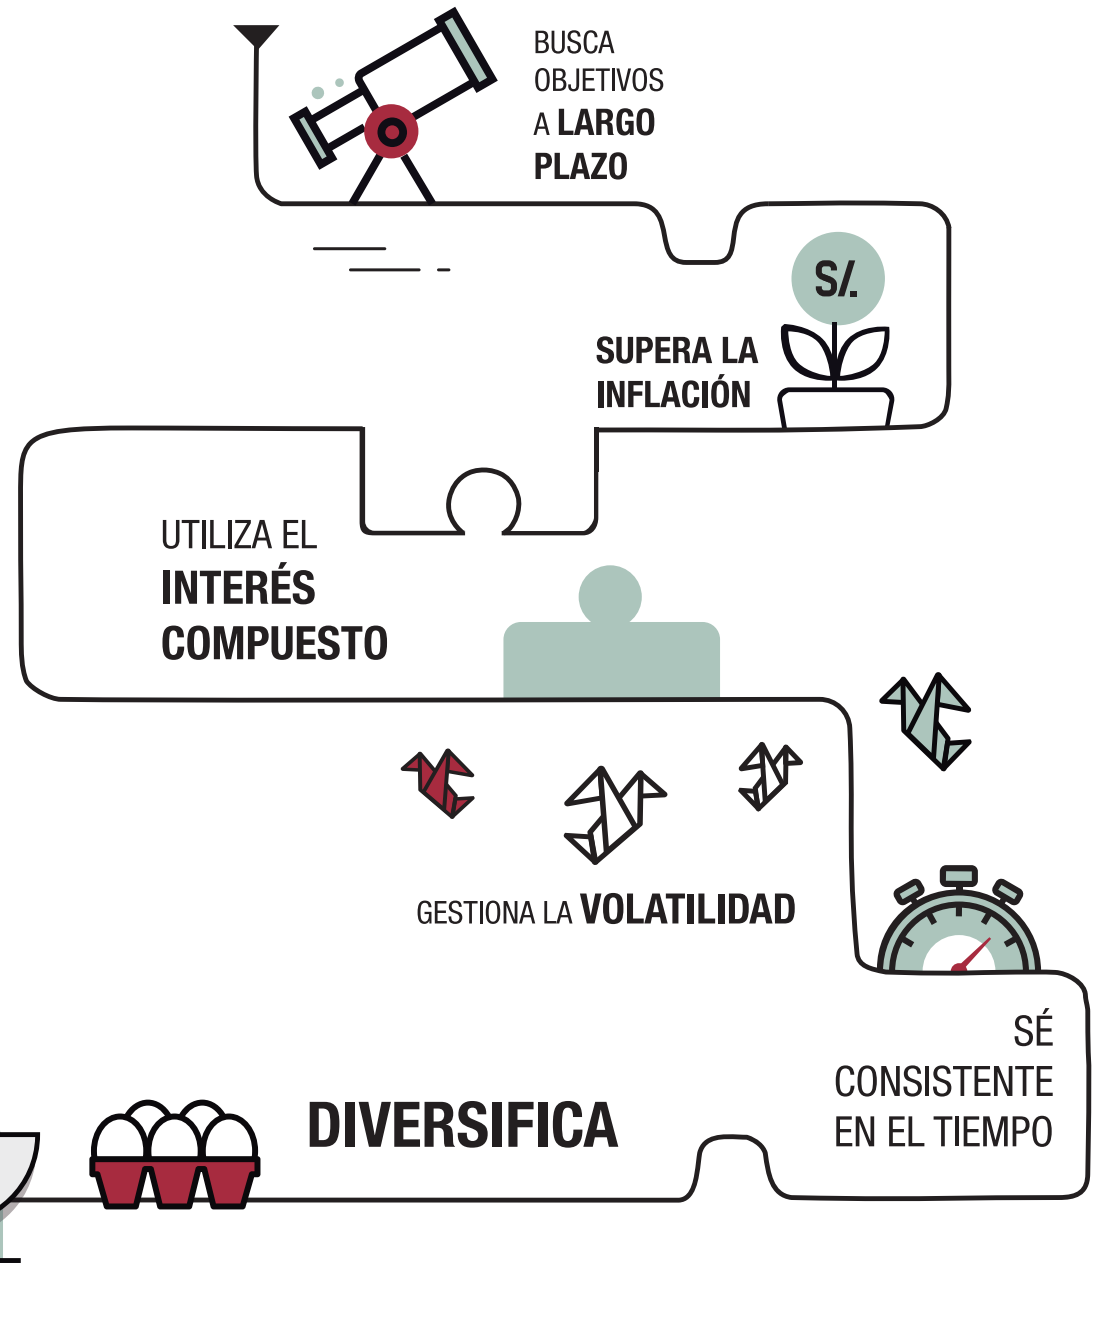 BUSCA
OBJETIVOS
A LARGO
PLAZO
S/.
SUPERA LA
INFLACIÓN
UTILIZA EL
INTERÉS
COMPUESTO
GESTIONA LA VOLATILIDAD
SÉ
CONSISTENTE
EN EL TIEMPO
DIVERSIFICA